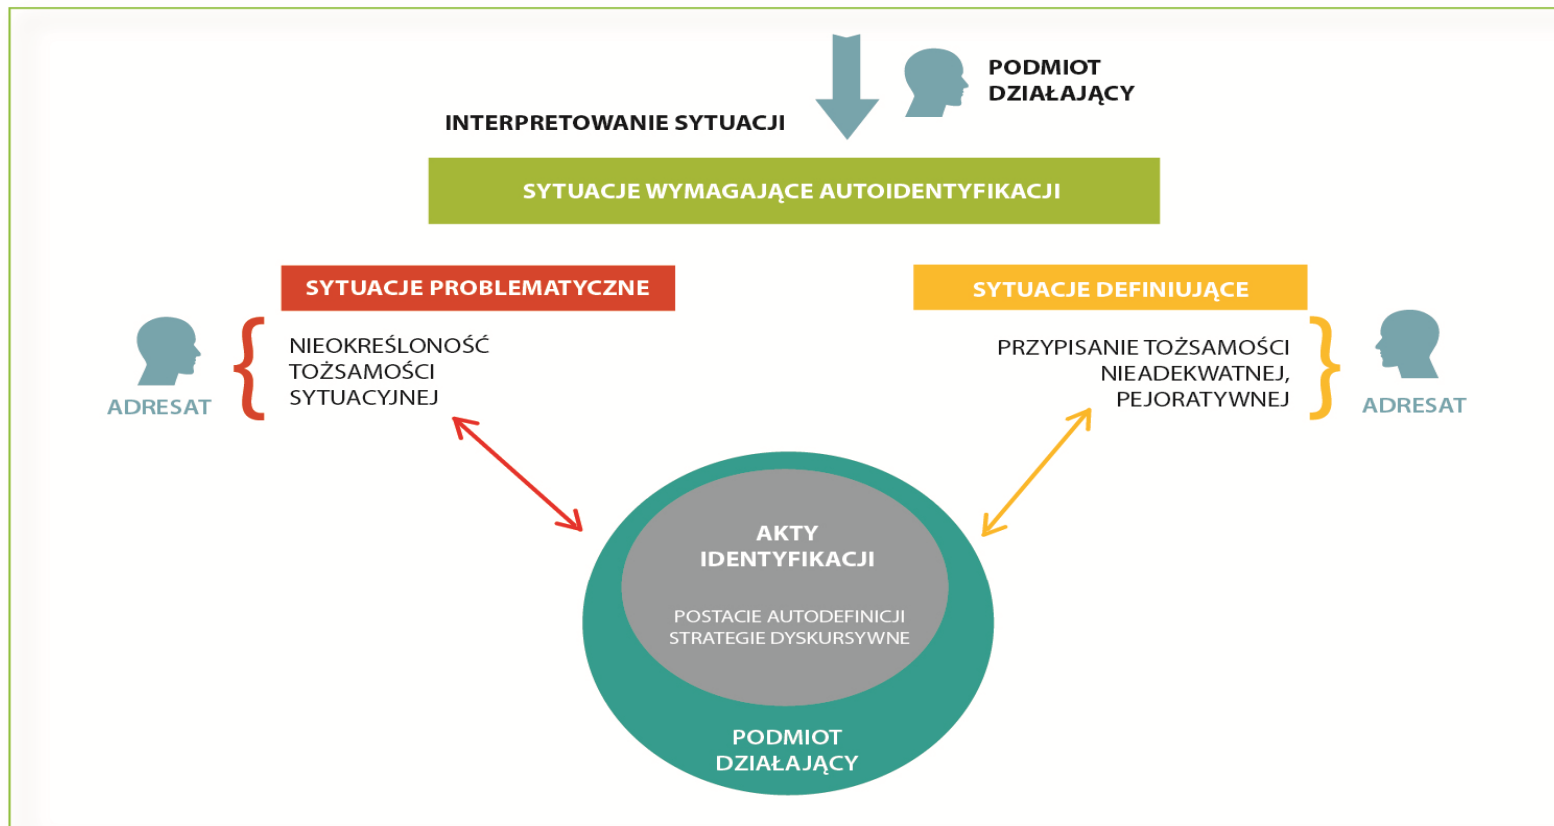 PODMIOT
DZIAŁAJĄCY
INTERPRETOWANIE SYTUACJI
SYTUACJE WYMAGAJĄCE AUTOIDENTYFIKACJI
SYTUACJE PROBLEMATYCZNE
NIEOKREŚLONOŚĆ
TOŻSAMOŚCI
SYTUACYJNEJ
ADRESAT
SYTUACJE DEFINIUJĄCE
PRZYPISANIE TOŻSAMOŚCI
NIEADEKWATNEJ,
PEJORATYWNEJ
ADRESAT
AKTY
IDENTYFIKACJI
POSTACIE AUTODEFINICJI
STRATEGIE DYSKURSYWNE
PODMIOT
DZIAŁAJĄCY